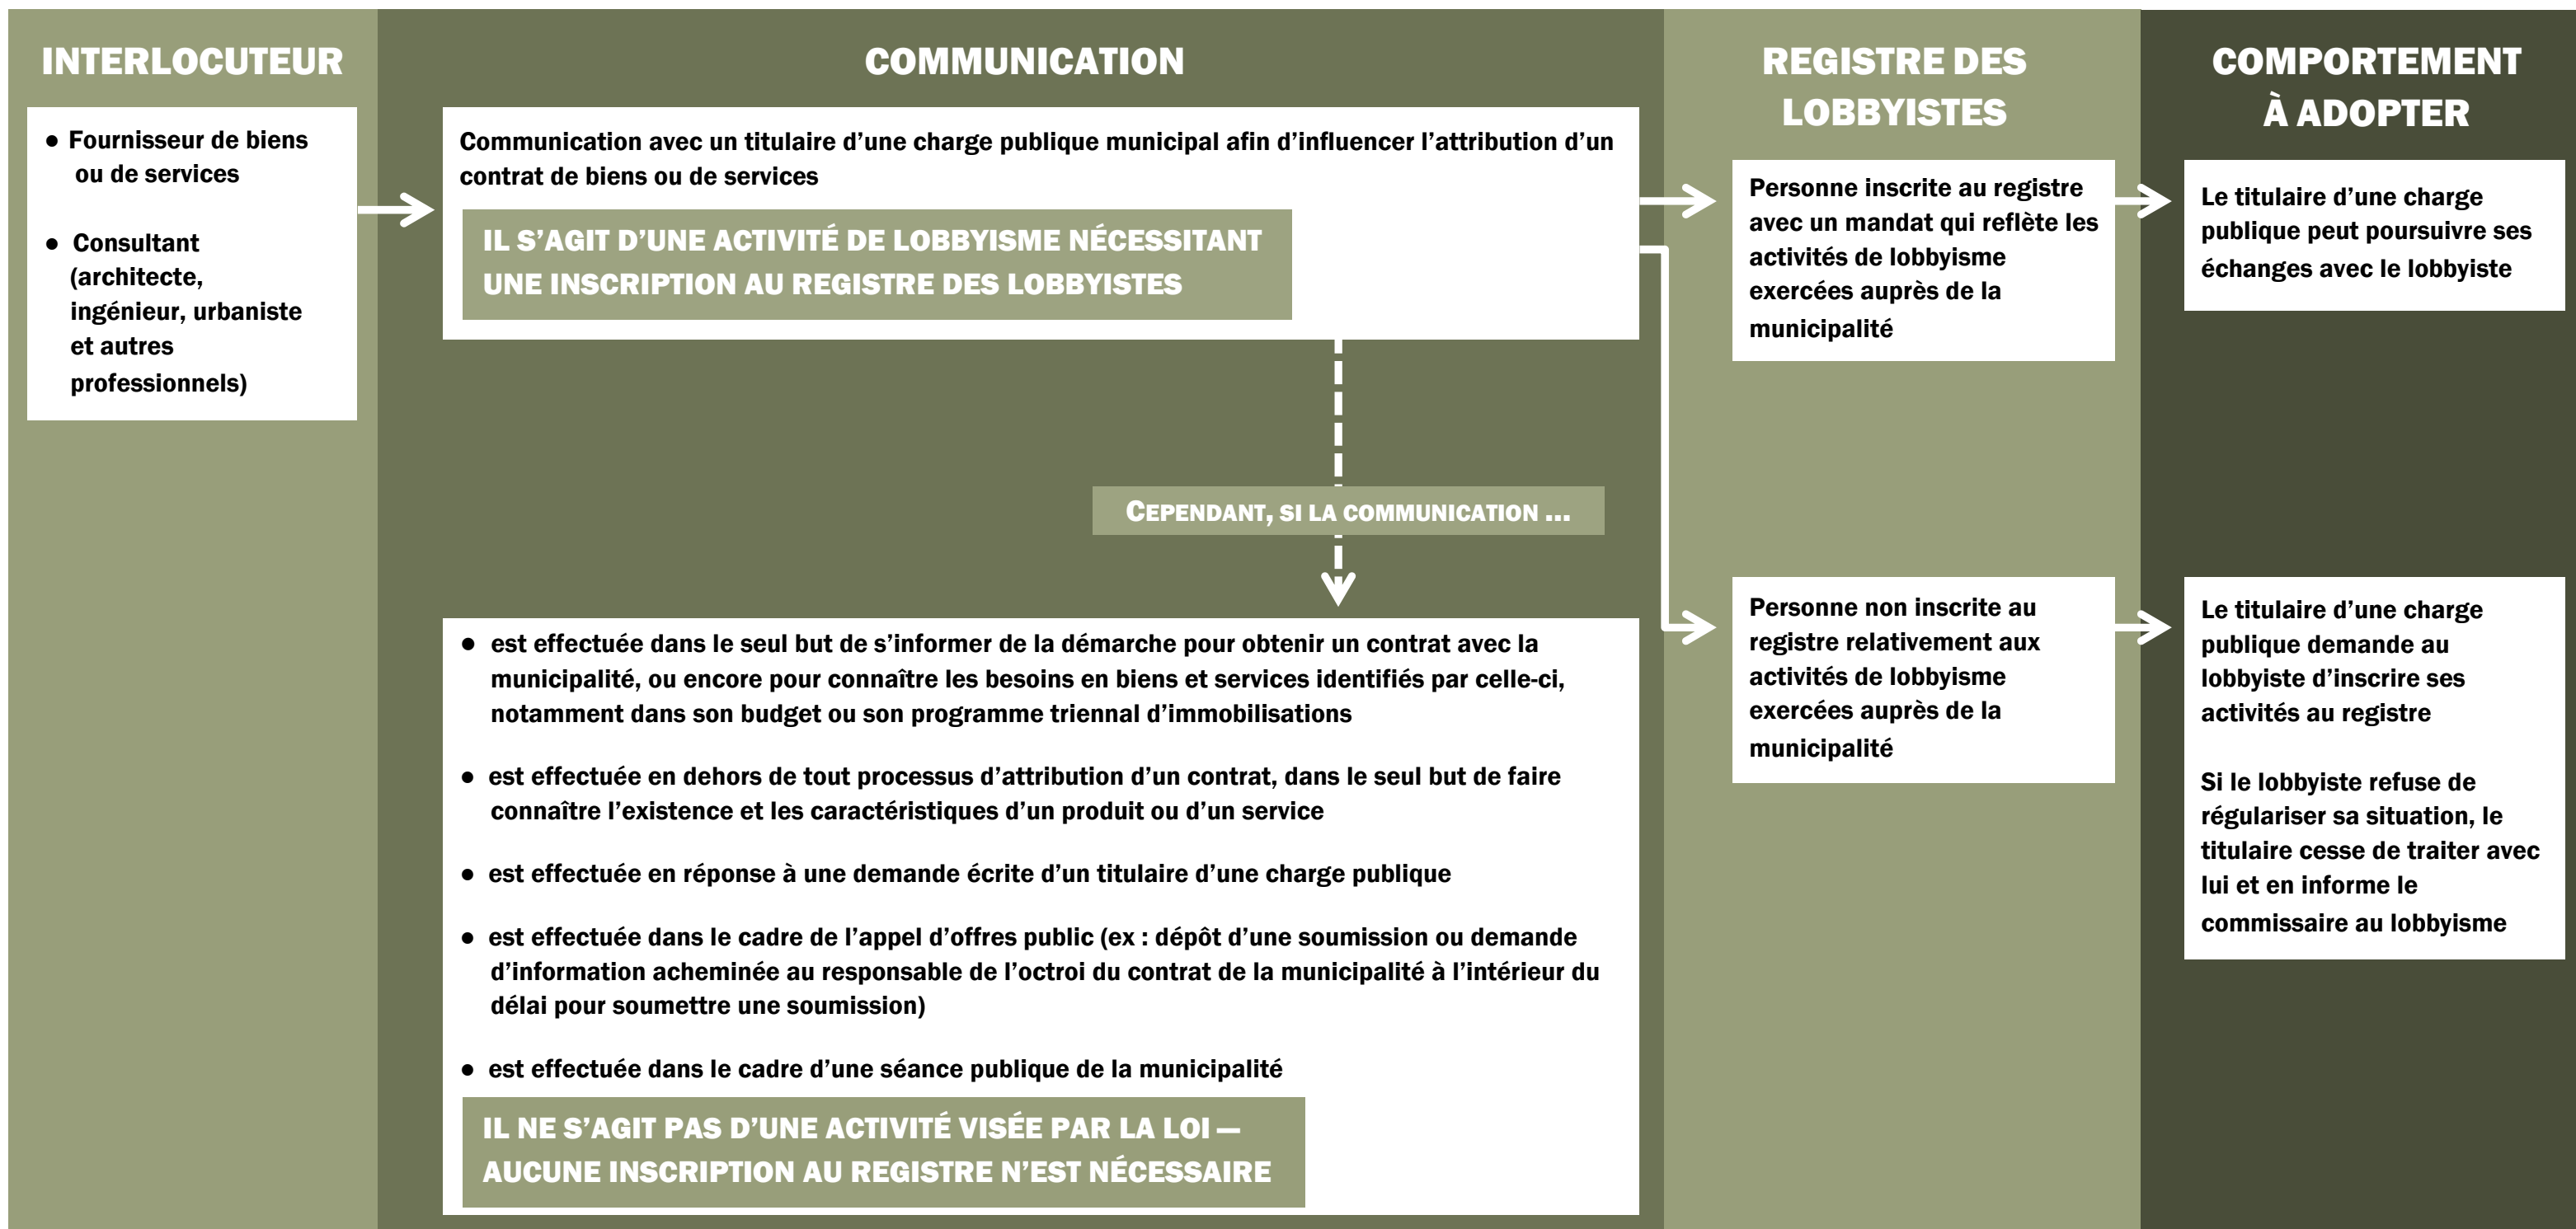 INTERLOCUTEUR
● Fournisseur de biens
ou de services
● Consultant
(architecte,
ingénieur, urbaniste
et autres
professionnels)
COMMUNICATION
Communication avec un titulaire d’une charge publique municipal afin d’influencer l’attribution d’un
contrat de biens ou de services
IL S’AGIT D’UNE ACTIVITÉ DE LOBBYISME NÉCESSITANT
UNE INSCRIPTION AU REGISTRE DES LOBBYISTES
CEPENDANT, SI LA COMMUNICATION …
● est effectuée dans le seul but de s’informer de la démarche pour obtenir un contrat avec la
municipalité, ou encore pour connaître les besoins en biens et services identifiés par celle-ci,
notamment dans son budget ou son programme triennal d’immobilisations
● est effectuée en dehors de tout processus d’attribution d’un contrat, dans le seul but de faire
connaître l’existence et les caractéristiques d’un produit ou d’un service
● est effectuée en réponse à une demande écrite d’un titulaire d’une charge publique
● est effectuée dans le cadre de l’appel d’offres public (ex : dépôt d’une soumission ou demande
d’information acheminée au responsable de l’octroi du contrat de la municipalité à l’intérieur du
délai pour soumettre une soumission)
● est effectuée dans le cadre d’une séance publique de la municipalité
IL NE S’AGIT PAS D’UNE ACTIVITÉ VISÉE PAR LA LOI —
AUCUNE INSCRIPTION AU REGISTRE N’EST NÉCESSAIRE
REGISTRE DES
LOBBYISTES
Personne inscrite au registre
avec un mandat qui reflète les
activités de lobbyisme
exercées auprès de la
municipalité
Personne non inscrite au
registre relativement aux
activités de lobbyisme
exercées auprès de la
municipalité
COMPORTEMENT
À ADOPTER
Le titulaire d’une charge
publique peut poursuivre ses
échanges avec le lobbyiste
Le titulaire d’une charge
publique demande au
lobbyiste d’inscrire ses
activités au registre
Si le lobbyiste refuse de
régulariser sa situation, le
titulaire cesse de traiter avec
lui et en informe le
commissaire au lobbyisme